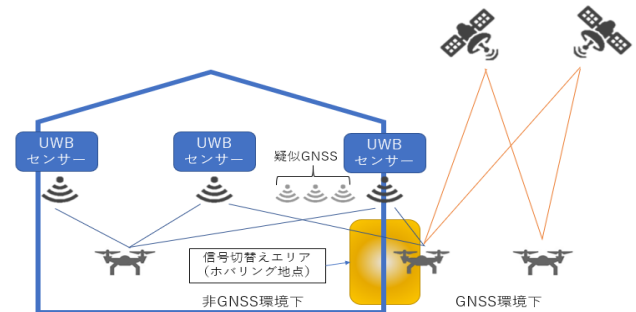 UWB
センサー
UWB
センサー
疑似GNSS
UWB
センサー
信号切替えエリア
（ホバリング地点）
非GNSS環境下
GNSS環境下